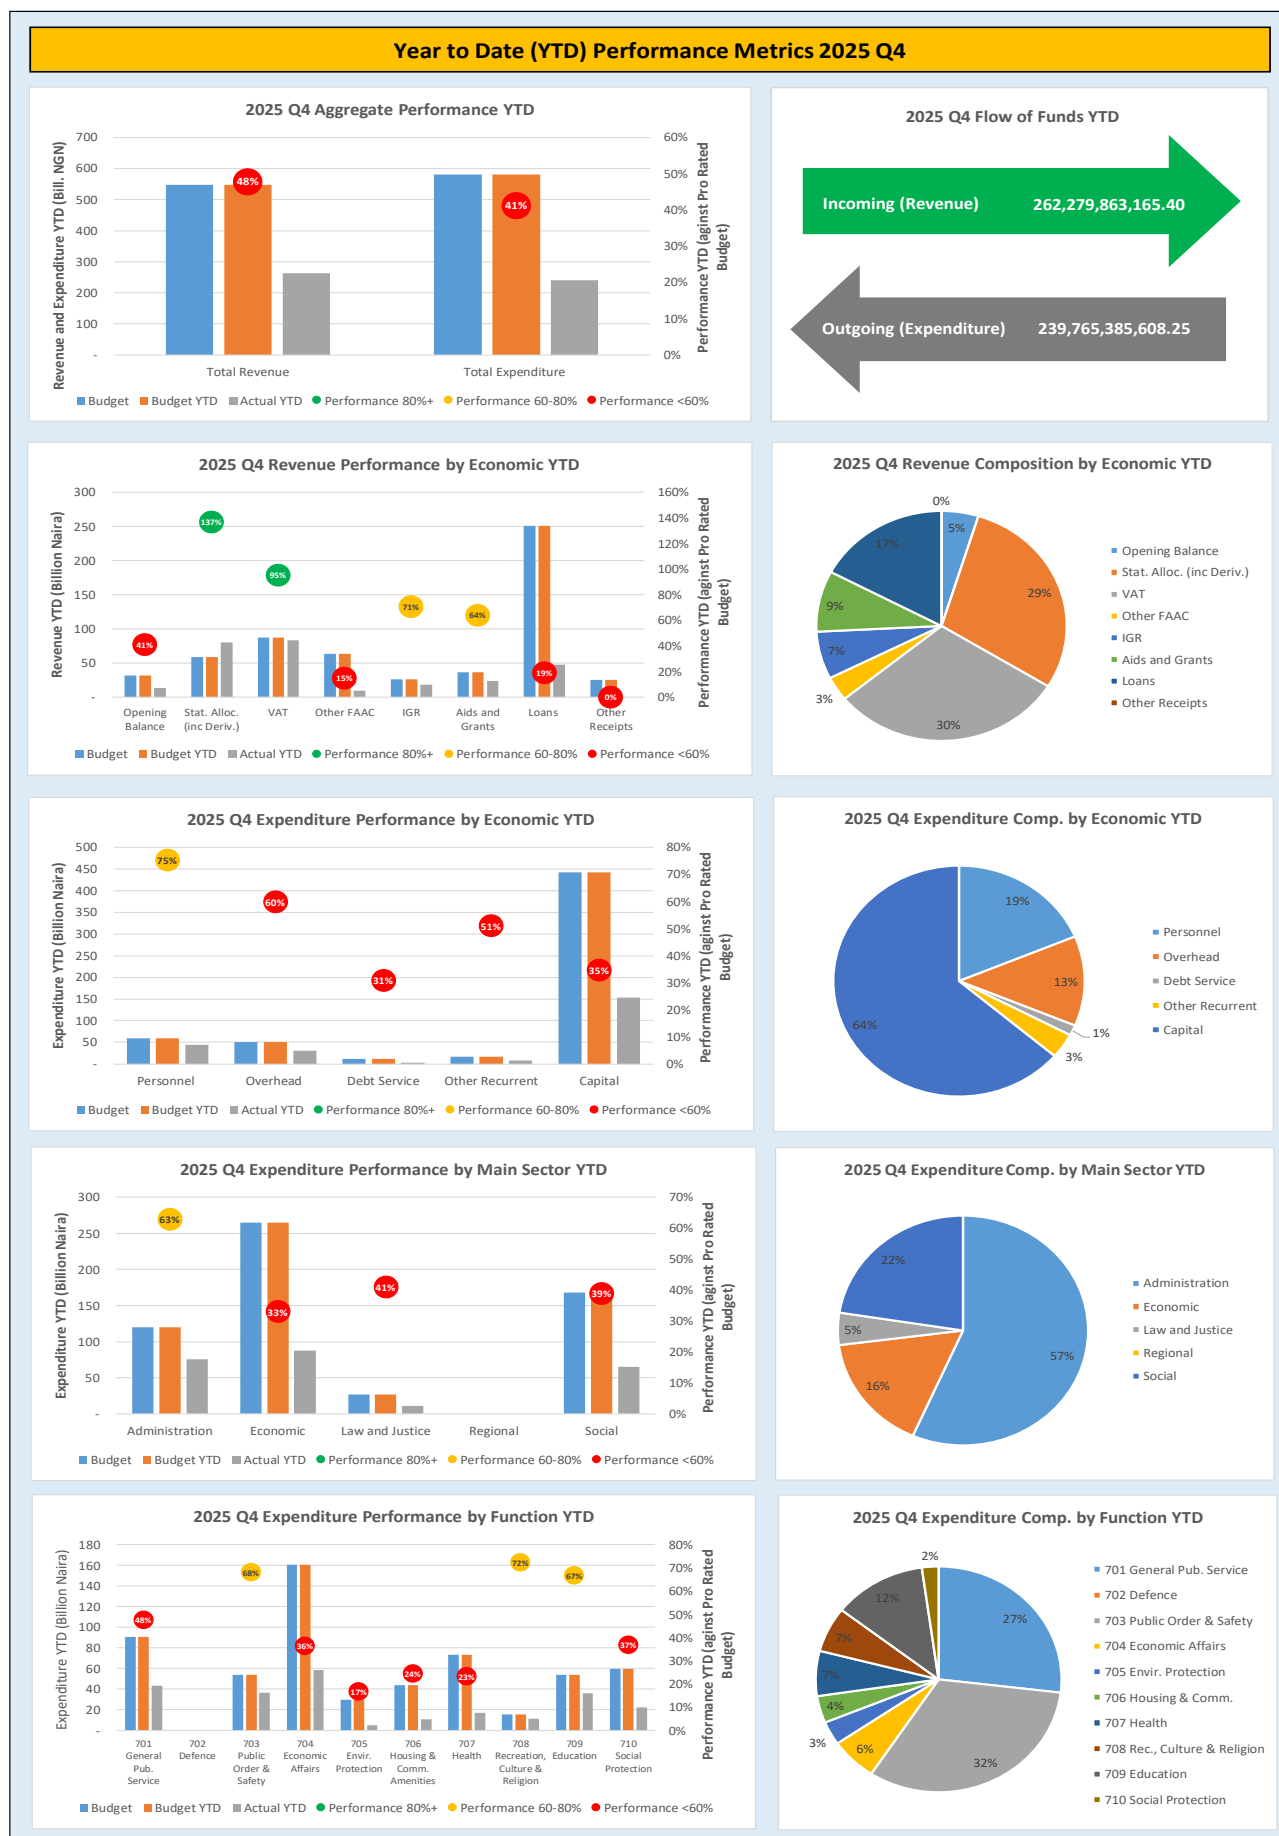 Year to Date (YTD) Performance Metrics 2025 Q4
2025 Q4 Aggregate Performance YTD
Revenue and Expenditure YTD (Bill. NGN)
700
600
500
400
300
200
100
-
48%
41%
60%
50%
40%
30%
20%
10%
0%
Performance YTD (aginst Pro Rated
Budget)
Total Revenue
Total Expenditure
Budget
Budget YTD
Actual YTD
Performance 80%+
Performance 60-80%
Performance <60%
2025 Q4 Flow of Funds YTD
Incoming (Revenue) 262,279,863,165.40
Outgoing (Expenditure) 239,765,385,608.25
2025 Q4 Revenue Performance by Economic YTD
Revenue YTD (Billion Naira)
300
250
200
150
100
50
-
41%
137%
95%
15%
71%
64%
19%
0%
160%
140%
120%
100%
80%
60%
40%
20%
0%
Performance YTD (aginst Pro Rated
Budget)
Opening
Balance
Stat. Alloc.
(inc Deriv.)
VAT
Other FAAC
IGR
Aids and
Grants
Loans
Other
Receipts
Budget
Budget YTD
Actual YTD
Performance 80%+
Performance 60-80%
Performance <60%
2025 Q4 Revenue Composition by Economic YTD
0%
5%
29%
30%
3%
7%
9%
17%
Opening Balance
Stat. Alloc. (inc Deriv.)
VAT
Other FAAC
IGR
Aids and Grants
Loans
Other Receipts
2025 Q4 Expenditure Performance by Economic YTD
Expenditure YTD (Billion Naira)
500
450
400
350
300
250
200
150
100
50
-
75%
60%
31%
51%
35%
80%
70%
60%
50%
40%
30%
20%
10%
0%
Performance YTD (aginst Pro Rated
Budget)
Personnel
Overhead
Debt Service
Other Recurrent
Capital
Budget
Budget YTD
Actual YTD
Performance 80%+
Performance 60-80%
Performance <60%
2025 Q4 Expenditure Comp. by Economic YTD
19%
13%
1%
3%
64%
Personnel
Overhead
Debt Service
Other Recurrent
Capital
2025 Q4 Expenditure Performance by Main Sector YTD
Expenditure YTD (Billion Naira)
300
250
200
150
100
50
-
63%
33%
41%
39%
70%
60%
50%
40%
30%
20%
10%
0%
Performance YTD (aginst Pro Rated
Budget)
Administration
Economic
Law and Justice
Regional
Social
Budget
Budget YTD
Actual YTD
Performance 80%+
Performance 60-80%
Performance <60%
2025 Q4 Expenditure Comp. by Main Sector YTD
57%
16%
5%
22%
Administration
Economic
Law and Justice
Regional
Social
2025 Q4 Expenditure Performance by Function YTD
Expenditure YTD (Billion Naira)
180
160
140
120
100
80
60
40
20
-
48%
68%
36%
17%
24%
23%
72%
67%
37%
80%
70%
60%
50%
40%
30%
20%
10%
0%
Performance YTD (aginst Pro Rated
Budget)
701
General
Pub.
Service
702
Defence
703
Public
Order &
Safety
704
Economic
Affairs
705
Envir.
Protection
706
Housing &
Comm.
Amenities
707
Health
708
Recreation,
Culture &
Religion
709
Education
710
Social
Protection
Budget
Budget YTD
Actual YTD
Performance 80%+
Performance 60-80%
Performance <60%
2025 Q4 Expenditure Comp. by Function YTD
2%
27%
32%
6%
3%
4%
7%
7%
12%
701 General Pub. Service
702 Defence
703 Public Order & Safety
704 Economic Affairs
705 Envir. Protection
706 Housing & Comm.
707 Health
708 Rec., Culture & Religion
709 Education
710 Social Protection